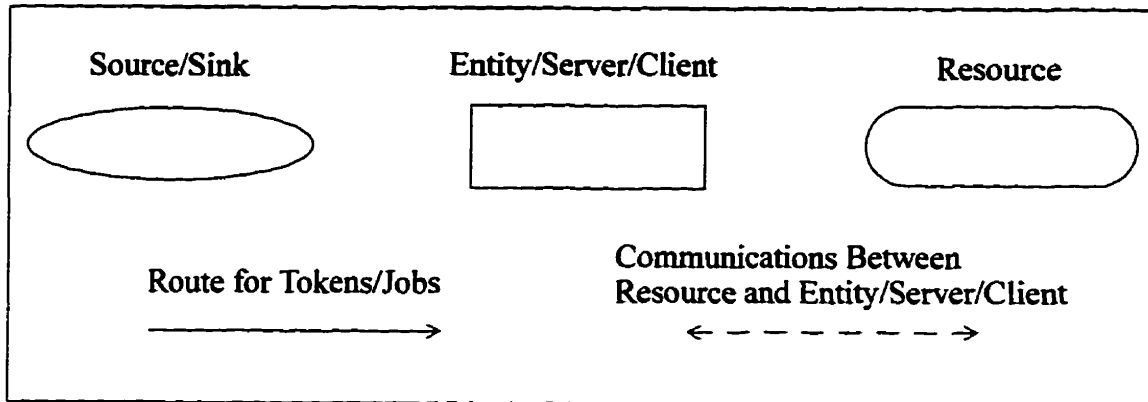 Source/Sink
Entity/Server/Client
Resource
Route for Tokens/Jobs
Communications Between
Resource and Entity/Server/Client